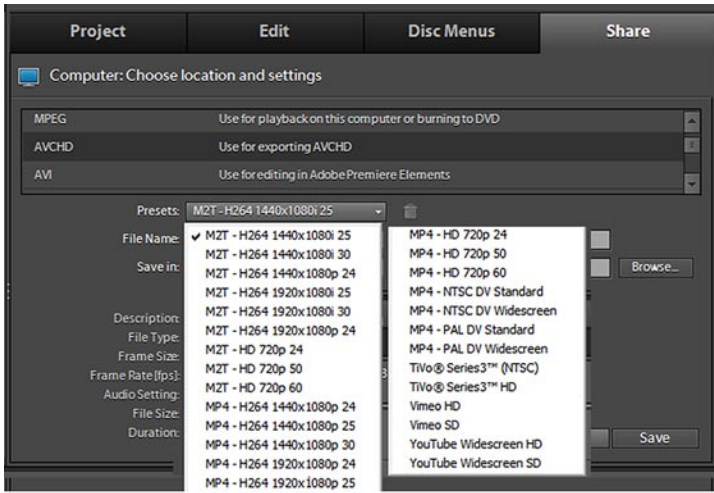 Project Edit Disc Menus Share
Computer: Choose location and settings
MPEG Use for playback on this computer or burning to DVD
AVCHD Use for exporting AVCHD
AVI Use for editing in Adobe Premiere Elements
Presets: M2T - H264 1440x1080i 25
File Name:
Save in: Browse...
Description:
File Type:
Frame Size:
Frame Rate [fps]:
Audio Setting:
File Size:
Duration:
M2T - H264 1440x1080i 25
M2T - H264 1440x1080i 30
M2T - H264 1440x1080p 24
M2T - H264 1920x1080i 25
M2T - H264 1920x1080i 30
M2T - H264 1920x1080p 24
M2T - HD 720p 24
M2T - HD 720p 50
M2T - HD 720p 60
MP4 - H264 1440x1080p 24
MP4 - H264 1440x1080p 25
MP4 - H264 1440x1080p 30
MP4 - H264 1920x1080p 24
MP4 - H264 1920x1080p 25
MP4 - HD 720p 24
MP4 - HD 720p 50
MP4 - HD 720p 60
MP4 - NTSC DV Standard
MP4 - NTSC DV Widescreen
MP4 - PAL DV Standard
MP4 - PAL DV Widescreen
TiVo® Series3™ (NTSC)
TiVo® Series3™ HD
Vimeo HD
Vimeo SD
YouTube Widescreen HD
YouTube Widescreen SD
Save